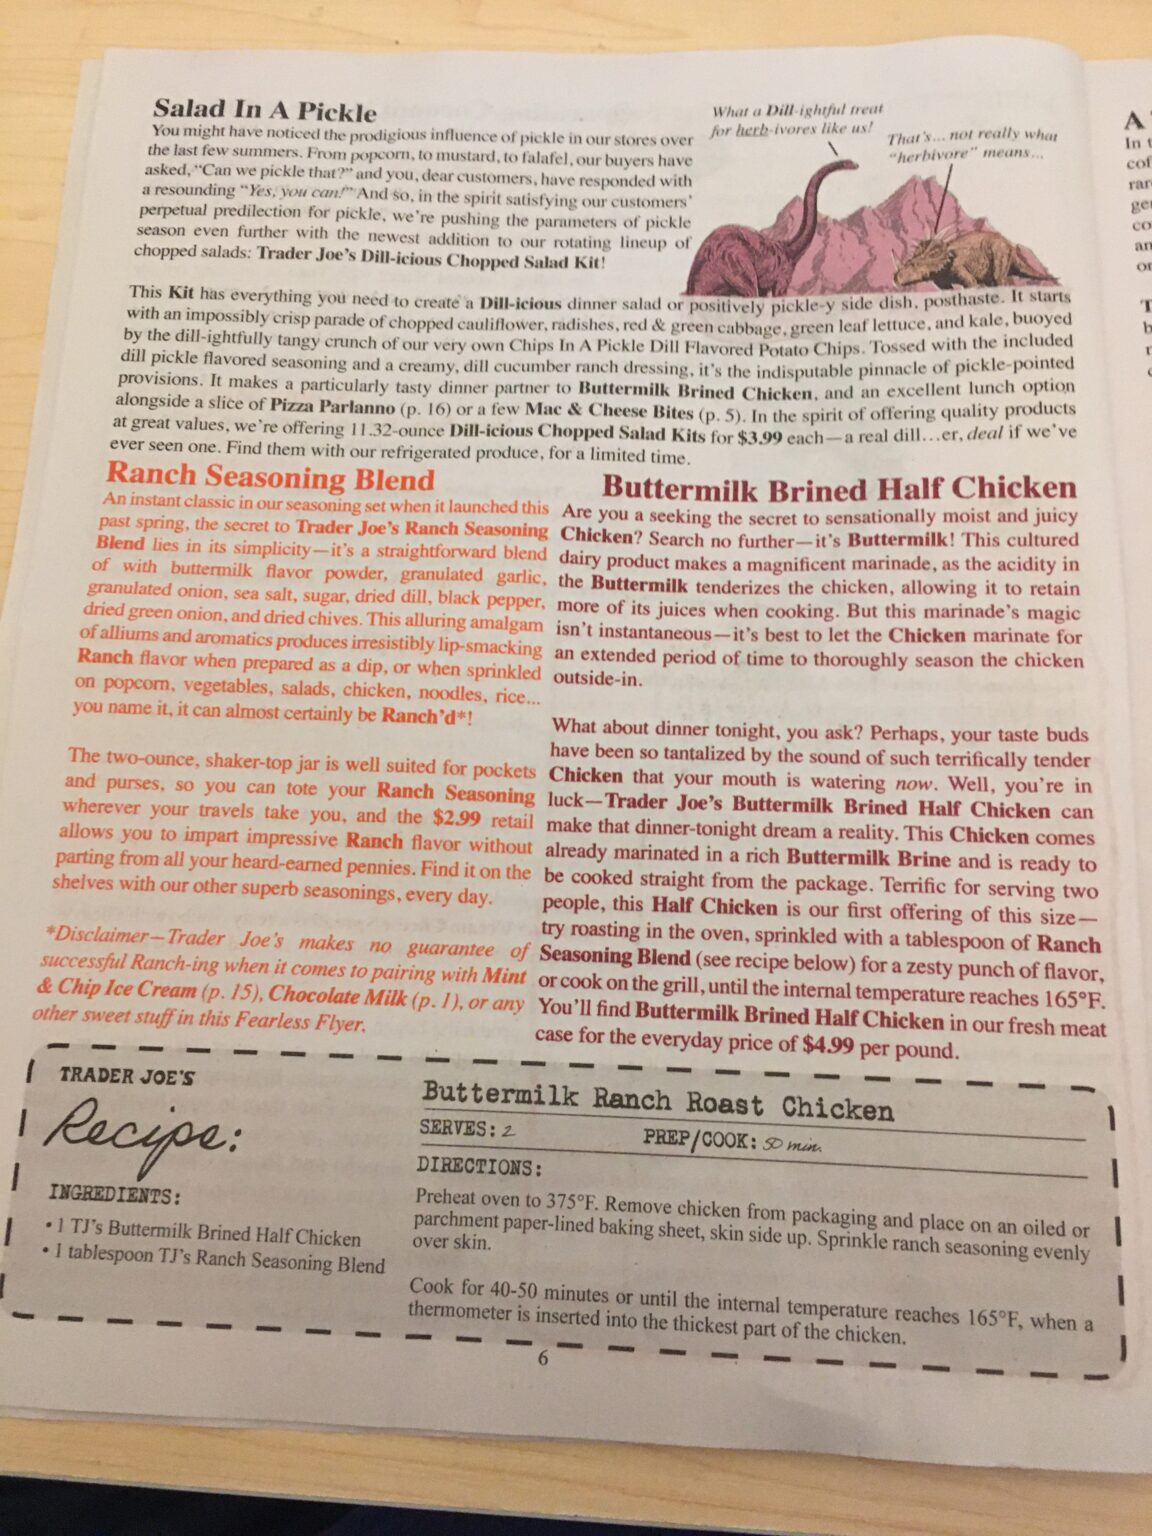 Salad In A Pickle
You might have noticed the prodigious influence of pickle in our stores over
the last few summers. From popcorn, to mustard, to falafel, our buyers have
asked, "Can we pickle that?" and you, dear customers, have responded with
a resounding "Yes, you can!" And so, in the spirit satisfying our customers'
perpetual predilection for pickle, we're pushing the parameters of pickle
season even further with the newest addition to our rotating lineup of
chopped salads: Trader Joe's Dill-icious Chopped Salad Kit!
What a Dill-ightful treat
for herb-ivores like us!
That's... not really what
"herbivore" means...
This Kit has everything you need to create a Dill-icious dinner salad or positively pickle-y side dish, posthaste. It starts
with an impossibly crisp parade of chopped cauliflower, radishes, red & green cabbage, green leaf lettuce, and kale, buoyed
by the dill-ightfully tangy crunch of our very own Chips In A Pickle Dill Flavored Potato Chips. Tossed with the included
dill pickle flavored seasoning and a creamy, dill cucumber ranch dressing, it's the indisputable pinnacle of pickle-pointed
provisions. It makes a particularly tasty dinner partner to Buttermilk Brined Chicken, and an excellent lunch option
alongside a slice of Pizza Parlanno (p. 16) or a few Mac & Cheese Bites (p. 5). In the spirit of offering quality products
at great values, we're offering 11.32-ounce Dill-icious Chopped Salad Kits for $3.99 each—a real dill...er, deal if we've
ever seen one. Find them with our refrigerated produce, for a limited time.
Ranch Seasoning Blend
An instant classic in our seasoning set when it launched this
past spring, the secret to Trader Joe's Ranch Seasoning
Blend lies in its simplicity—it's a straightforward blend
of with buttermilk flavor powder, granulated garlic,
granulated onion, sea salt, sugar, dried dill, black pepper,
dried green onion, and dried chives. This alluring amalgam
of alliums and aromatics produces irresistibly lip-smacking
Ranch flavor when prepared as a dip, or when sprinkled
on popcorn, vegetables, salads, chicken, noodles, rice...
you name it, it can almost certainly be Ranch'd*!
The two-ounce, shaker-top jar is well suited for pockets
and purses, so you can tote your Ranch Seasoning
wherever your travels take you, and the $2.99 retail
allows you to impart impressive Ranch flavor without
parting from all your heard-earned pennies. Find it on the
shelves with our other superb seasonings, every day.
*Disclaimer—Trader Joe's makes no guarantee of
successful Ranch-ing when it comes to pairing with Mint
& Chip Ice Cream (p. 15), Chocolate Milk (p. 1), or any
other sweet stuff in this Fearless Flyer.
Buttermilk Brined Half Chicken
Are you a seeking the secret to sensationally moist and juicy
Chicken? Search no further—it's Buttermilk! This cultured
dairy product makes a magnificent marinade, as the acidity in
the Buttermilk tenderizes the chicken, allowing it to retain
more of its juices when cooking. But this marinade's magic
isn't instantaneous—it's best to let the Chicken marinate for
an extended period of time to thoroughly season the chicken
outside-in.
What about dinner tonight, you ask? Perhaps, your taste buds
have been so tantalized by the sound of such terrifically tender
Chicken that your mouth is watering now. Well, you're in
luck—Trader Joe's Buttermilk Brined Half Chicken can
make that dinner-tonight dream a reality. This Chicken comes
already marinated in a rich Buttermilk Brine and is ready to
be cooked straight from the package. Terrific for serving two
people, this Half Chicken is our first offering of this size—
try roasting in the oven, sprinkled with a tablespoon of Ranch
Seasoning Blend (see recipe below) for a zesty punch of flavor,
or cook on the grill, until the internal temperature reaches 165°F.
You'll find Buttermilk Brined Half Chicken in our fresh meat
case for the everyday price of $4.99 per pound.
TRADER JOE'S
Recipe:
INGREDIENTS:
• 1 TJ's Buttermilk Brined Half Chicken
• 1 tablespoon TJ's Ranch Seasoning Blend
Buttermilk Ranch Roast Chicken
SERVES: 2 PREP/COOK: 50 min.
DIRECTIONS:
Preheat oven to 375°F. Remove chicken from packaging and place on an oiled or
parchment paper-lined baking sheet, skin side up. Sprinkle ranch seasoning evenly
over skin.
Cook for 40-50 minutes or until the internal temperature reaches 165°F, when a
thermometer is inserted into the thickest part of the chicken.
6